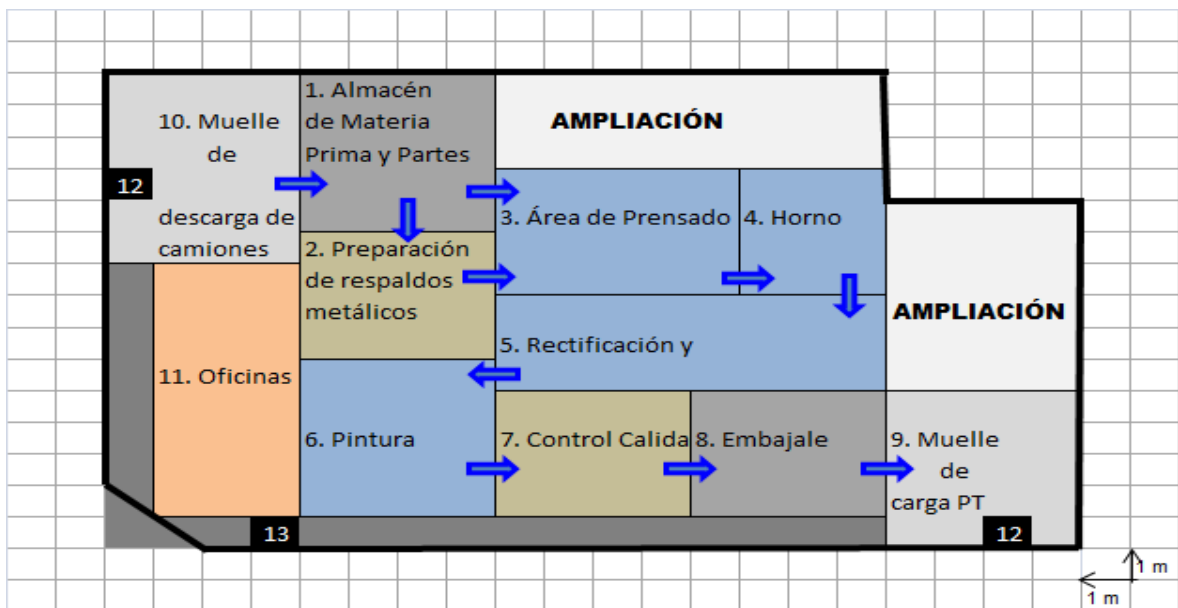 10. Muelle
de
descarga de
camiones
12
1. Almacén
de Materia
Prima y Partes
AMPLIACIÓN
3. Área de Prensado
4. Horno
2. Preparación
de respaldos
metálicos
AMPLIACIÓN
5. Rectificación y
11. Oficinas
6. Pintura
7. Control Calida
8. Embajale
9. Muelle
de
carga PT
13
12
1 m
1 m